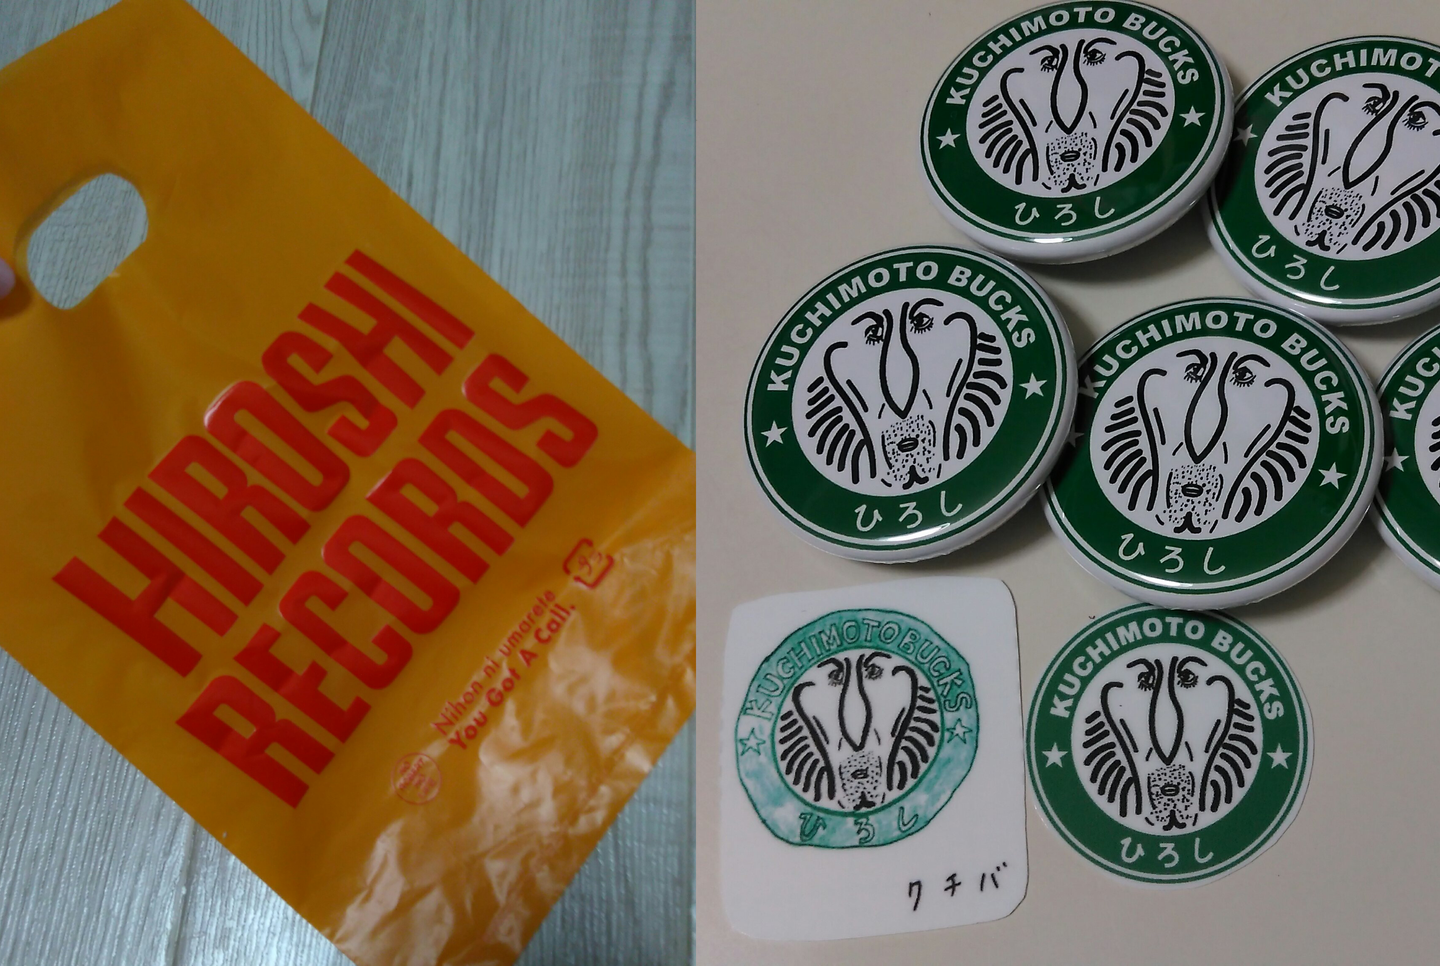 HIROSHI
RECORDS
Nihon ni umarete
You Got A Call.
KUCHIMOTO BUCKS
ひろし
KUCHIMOT
ひろし
KUCHIMOTO BUCKS
ひろし
KUCHIMOTO BUCKS
ひろし
KUCHI
KUCHIMOTO BUCKS
ひろし
クチバ
KUCHIMOTO BUCKS
ひろし